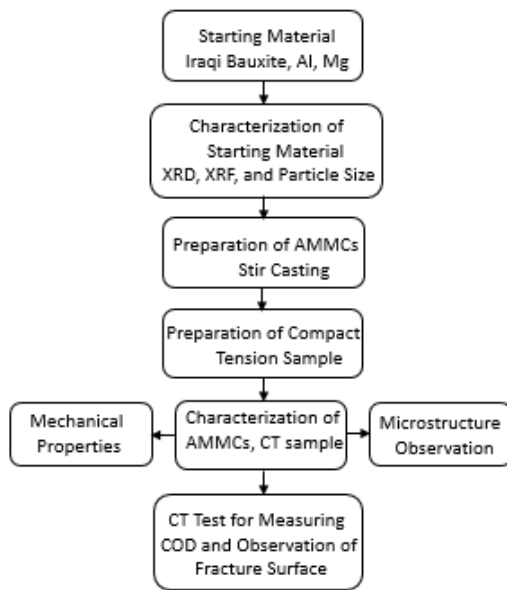 Starting Material
Iraqi Bauxite, Al, Mg
Characterization of
Starting Material
XRD, XRF, and Particle Size
Preparation of AMMCs
Stir Casting
Preparation of Compact
Tension Sample
Mechanical
Properties
Characterization of
AMMCs, CT sample
Microstructure
Observation
CT Test for Measuring
COD and Observation of
Fracture Surface